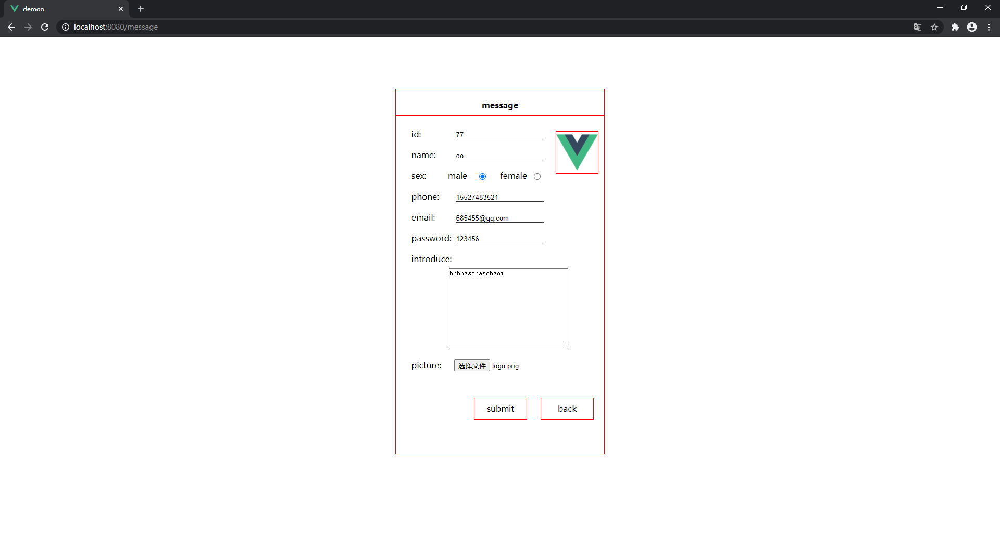 demoo
localhost:8080/message
message
id: 77
name: oo
sex: male female
phone: 15527483521
email: 685455@qq.com
password: 123456
introduce:
hhhhasdhasdhaoi
picture: 选择文件 logo.png
submit back